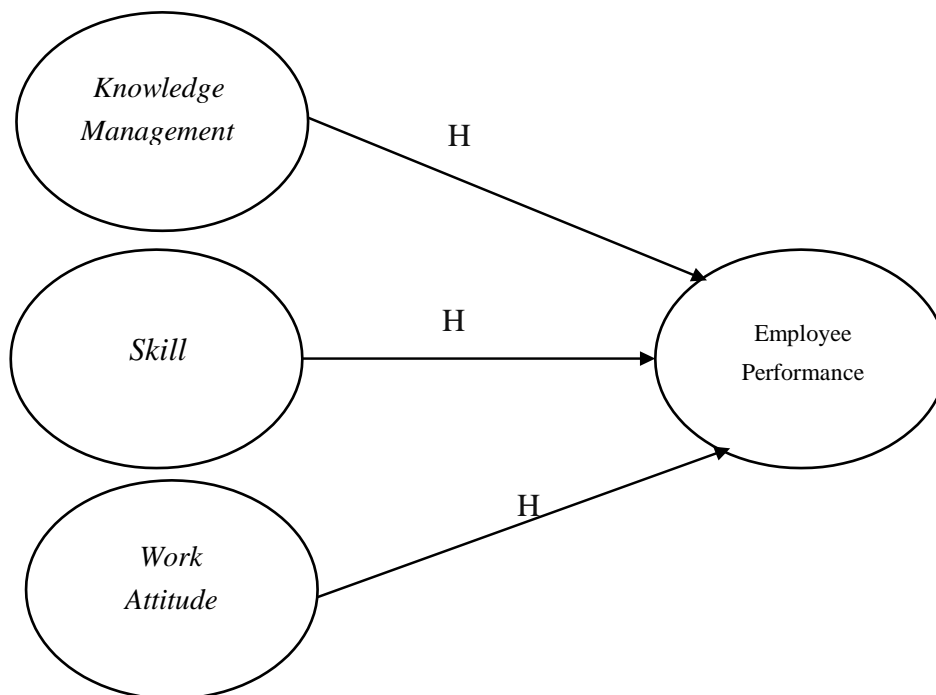 Knowledge
Management
H
Skill
H
Employee
Performance
Work
Attitude
H